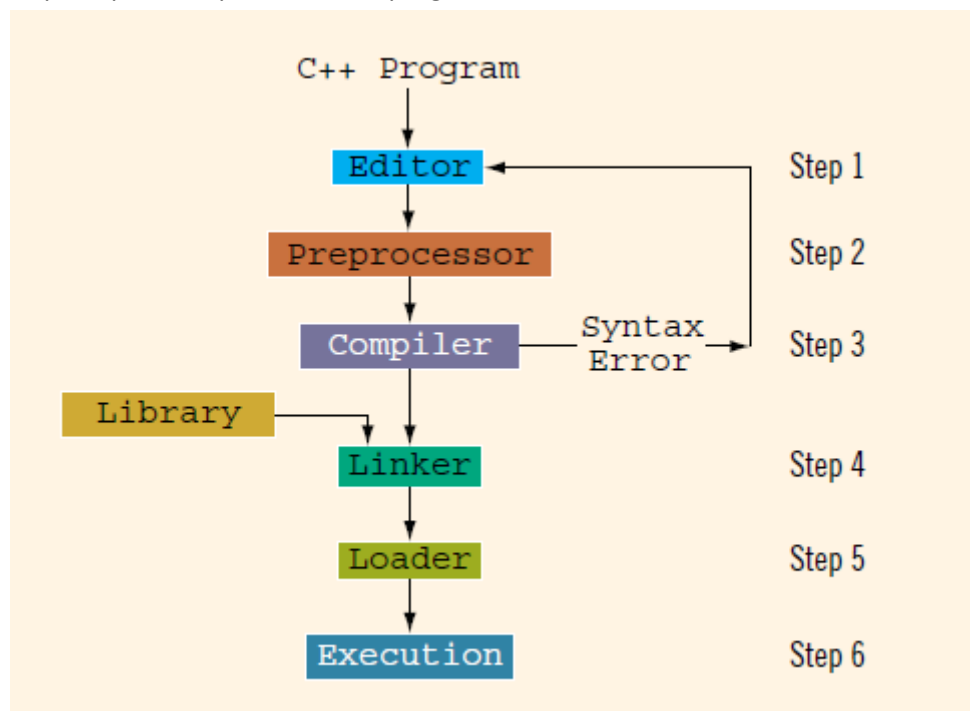 C++ Program
Editor
Step 1
Preprocessor
Step 2
Compiler
Syntax
Error
Step 3
Library
Linker
Step 4
Loader
Step 5
Execution
Step 6